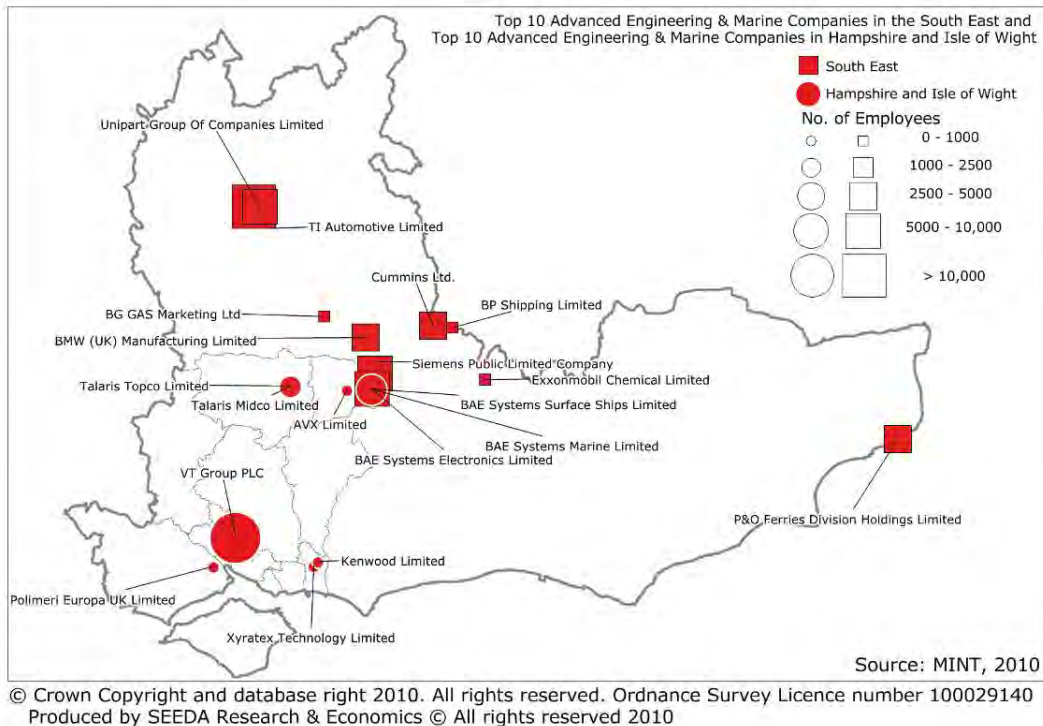 Top 10 Advanced Engineering & Marine Companies in the South East and
Top 10 Advanced Engineering & Marine Companies in Hampshire and Isle of Wight
South East
Hampshire and Isle of Wight
No. of Employees
0 - 1000
1000 - 2500
2500 - 5000
5000 - 10,000
> 10,000
Unipart Group Of Companies Limited
TI Automotive Limited
Cummins Ltd.
BP Shipping Limited
BG GAS Marketing Ltd
BMW (UK) Manufacturing Limited
Siemens Public Limited Company
Exxonmobil Chemical Limited
Talaris Topco Limited
Talaris Midco Limited
BAE Systems Surface Ships Limited
AVX Limited
BAE Systems Marine Limited
BAE Systems Electronics Limited
VT Group PLC
P&O Ferries Division Holdings Limited
Kenwood Limited
Polimeri Europa UK Limited
Xyratex Technology Limited
Source: MINT, 2010
© Crown Copyright and database right 2010. All rights reserved. Ordnance Survey Licence number 100029140
Produced by SEEDA Research & Economics © All rights reserved 2010